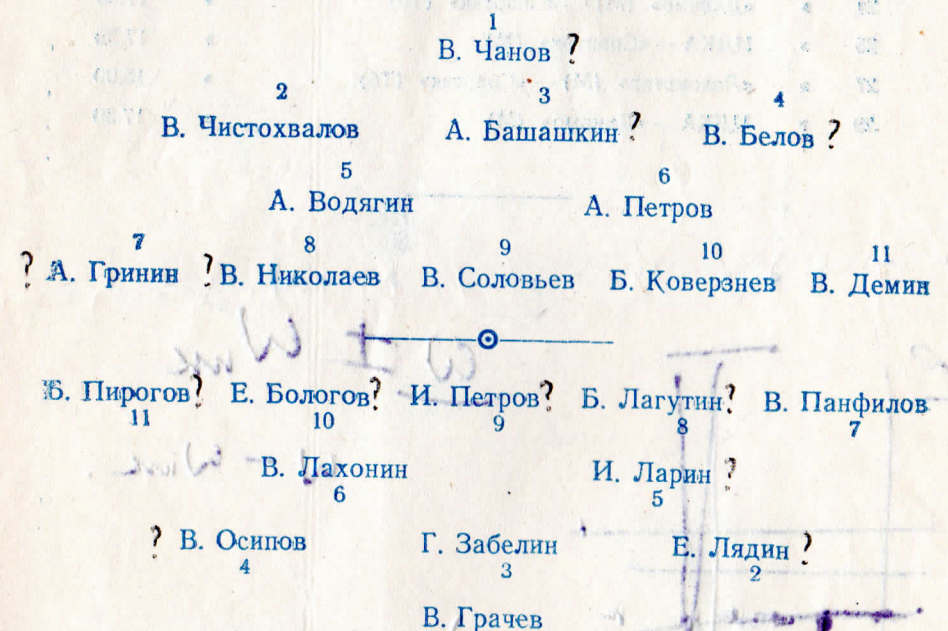 1
В. Чанов ?
2 3 4
В. Чистохвалов А. Башашкин ? В. Белов ?
5 6
А. Водягин А. Петров
7 8 9 10 11
? А. Гринин ? В. Николаев В. Соловьев Б. Коверзнев В. Демин
Б. Пирогов ? Е. Бологов ? И. Петров ? Б. Лагутин ? В. Панфилов
11 10 9 8 7
В. Лахонин И. Ларин ?
6 5
? В. Осипов Г. Забелин Е. Лядин ?
4 3 2
В. Грачев